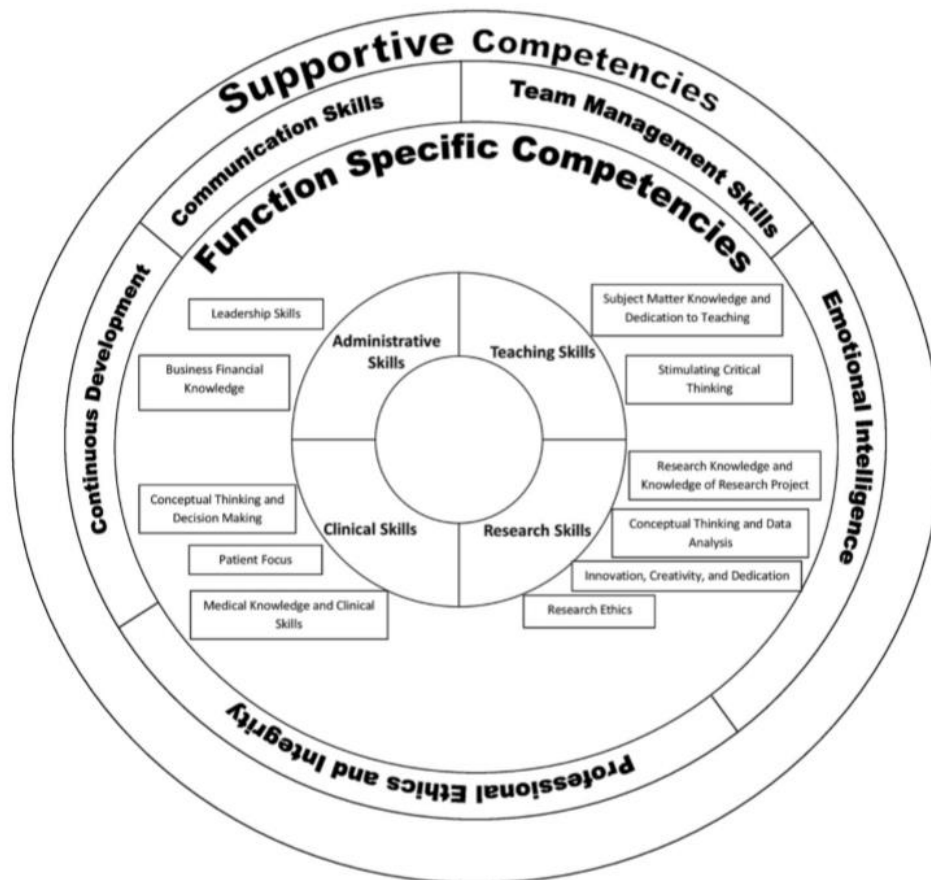 Supportive Competencies
Communication Skills
Team Management Skills
Continuous Development
Emotional Intelligence
Professional Ethics and Integrity
Function Specific Competencies
Leadership Skills
Business Financial
Knowledge
Administrative
Skills
Teaching Skills
Subject Matter Knowledge and
Dedication to Teaching
Stimulating Critical
Thinking
Conceptual Thinking and
Decision Making
Patient Focus
Medical Knowledge and Clinical
Skills
Clinical Skills
Research Skills
Research Knowledge and
Knowledge of Research Project
Conceptual Thinking and Data
Analysis
Innovation, Creativity, and Dedication
Research Ethics